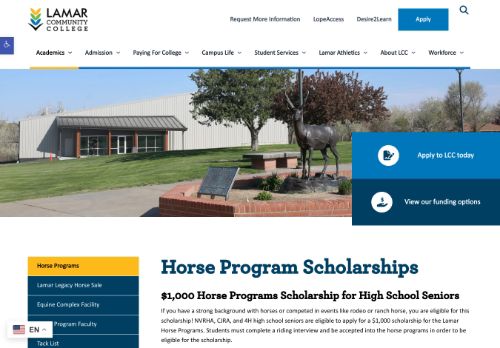 LAMAR
COMMUNITY
COLLEGE
Request More Information
LopeAccess
Desire2Learn
Apply
Academics
Admission
Paying For College
Campus Life
Student Services
Lamar Athletics
About LCC
Workforce
Apply to LCC today
View our funding options
Horse Programs
Lamar Legacy Horse Sale
Equine Complex Facility
Program Faculty
Tack List
EN
Horse Program Scholarships
$1,000 Horse Programs Scholarship for High School Seniors
If you have a strong background with horses or competed in events like rodeo or ranch horse, you are eligible for this
scholarship! NVRHA, CJRA, and 4H high school seniors are eligible to apply for a $1,000 scholarship for the Lamar
Horse Programs. Students must complete a riding interview and be accepted into the horse programs in order to be
eligible for the scholarship.